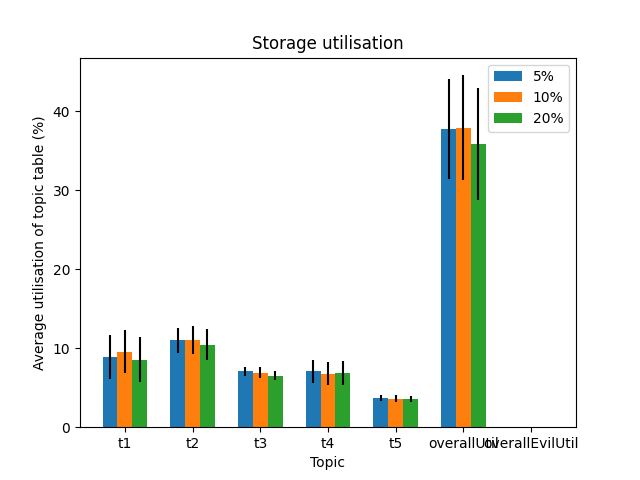 Storage utilisation
5%
10%
20%
Average utilisation of topic table (%)
40
30
20
10
0
t1 t2 t3 t4 t5 overallUtil overallEvilUtil
Topic